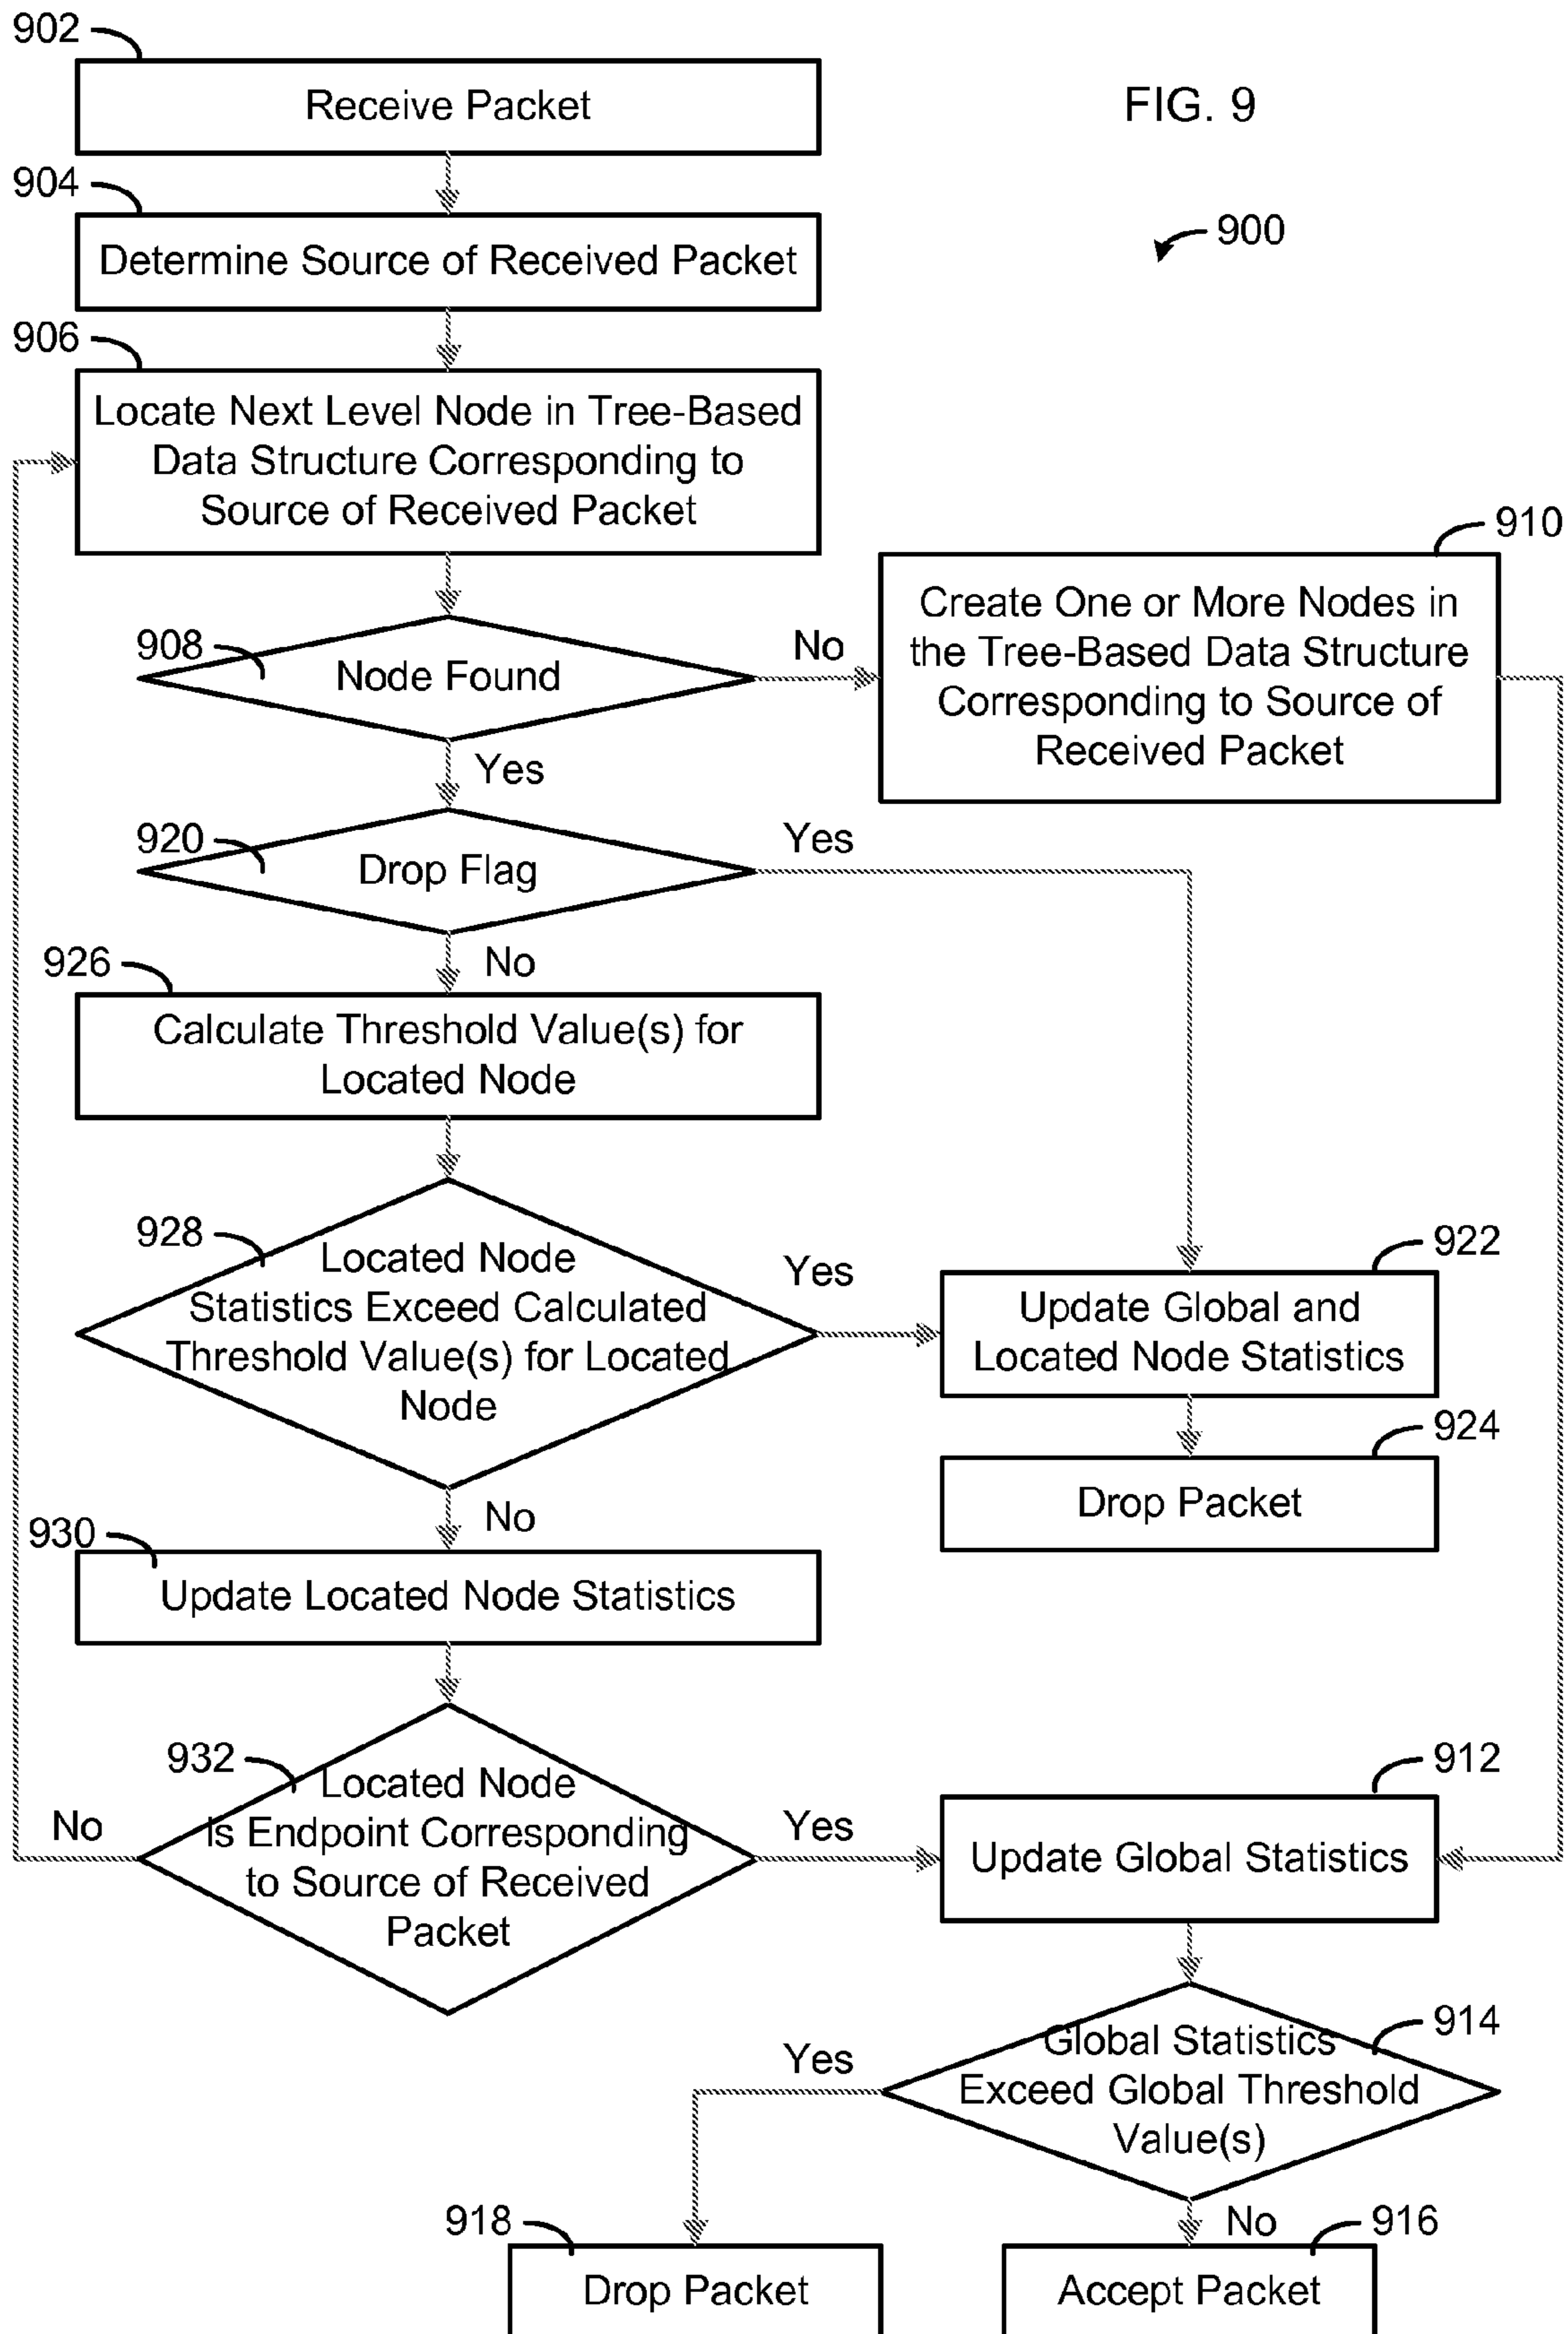 902
Receive Packet
FIG. 9
904
Determine Source of Received Packet
900
906
Locate Next Level Node in Tree-Based
Data Structure Corresponding to
Source of Received Packet
910
Create One or More Nodes in
the Tree-Based Data Structure
Corresponding to Source of
Received Packet
908
Node Found
No
Yes
920
Drop Flag
Yes
No
926
Calculate Threshold Value(s) for
Located Node
928
Located Node
Statistics Exceed Calculated
Threshold Value(s) for Located
Node
Yes
922
Update Global and
Located Node Statistics
924
Drop Packet
No
930
Update Located Node Statistics
932
Located Node
is Endpoint Corresponding
to Source of Received
Packet
No
Yes
912
Update Global Statistics
914
Global Statistics
Exceed Global Threshold
Value(s)
Yes
No
918
Drop Packet
916
Accept Packet